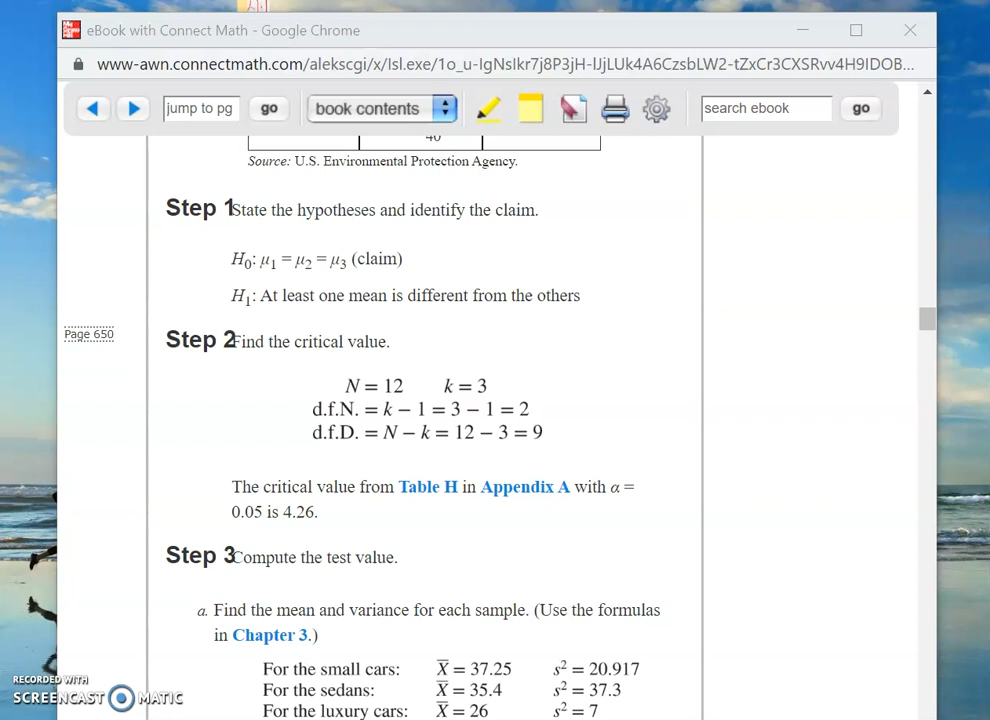 eBook with Connect Math - Google Chrome
www-awn.connectmath.com/alekscgi/x/Isl.exe/1o_u-IgNsIkr7j8P3jH-lJjLUk4A6CzsbLW2-tZxCr3CXSRvv4H9IDOB...
jump to pg go book contents search ebook go
40
Source: U.S. Environmental Protection Agency.
Step 1 State the hypotheses and identify the claim.
H₀: μ₁ = μ₂ = μ₃ (claim)
H₁: At least one mean is different from the others
Page 650
Step 2 Find the critical value.
N = 12 k = 3
d.f.N. = k − 1 = 3 − 1 = 2
d.f.D. = N − k = 12 − 3 = 9
The critical value from Table H in Appendix A with α =
0.05 is 4.26.
Step 3 Compute the test value.
a. Find the mean and variance for each sample. (Use the formulas
in Chapter 3.)
For the small cars: X̅ = 37.25 s² = 20.917
For the sedans: X̅ = 35.4 s² = 37.3
For the luxury cars: X̅ = 26 s² = 7
RECORDED WITH
SCREENCAST MATIC